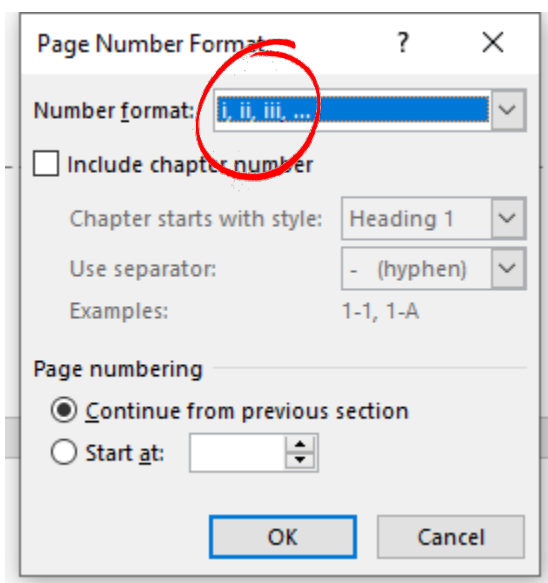 Page Number Format ? X
Number format: i, ii, iii, ...
Include chapter number
Chapter starts with style: Heading 1
Use separator: - (hyphen)
Examples: 1-1, 1-A
Page numbering
Continue from previous section
Start at:
OK Cancel